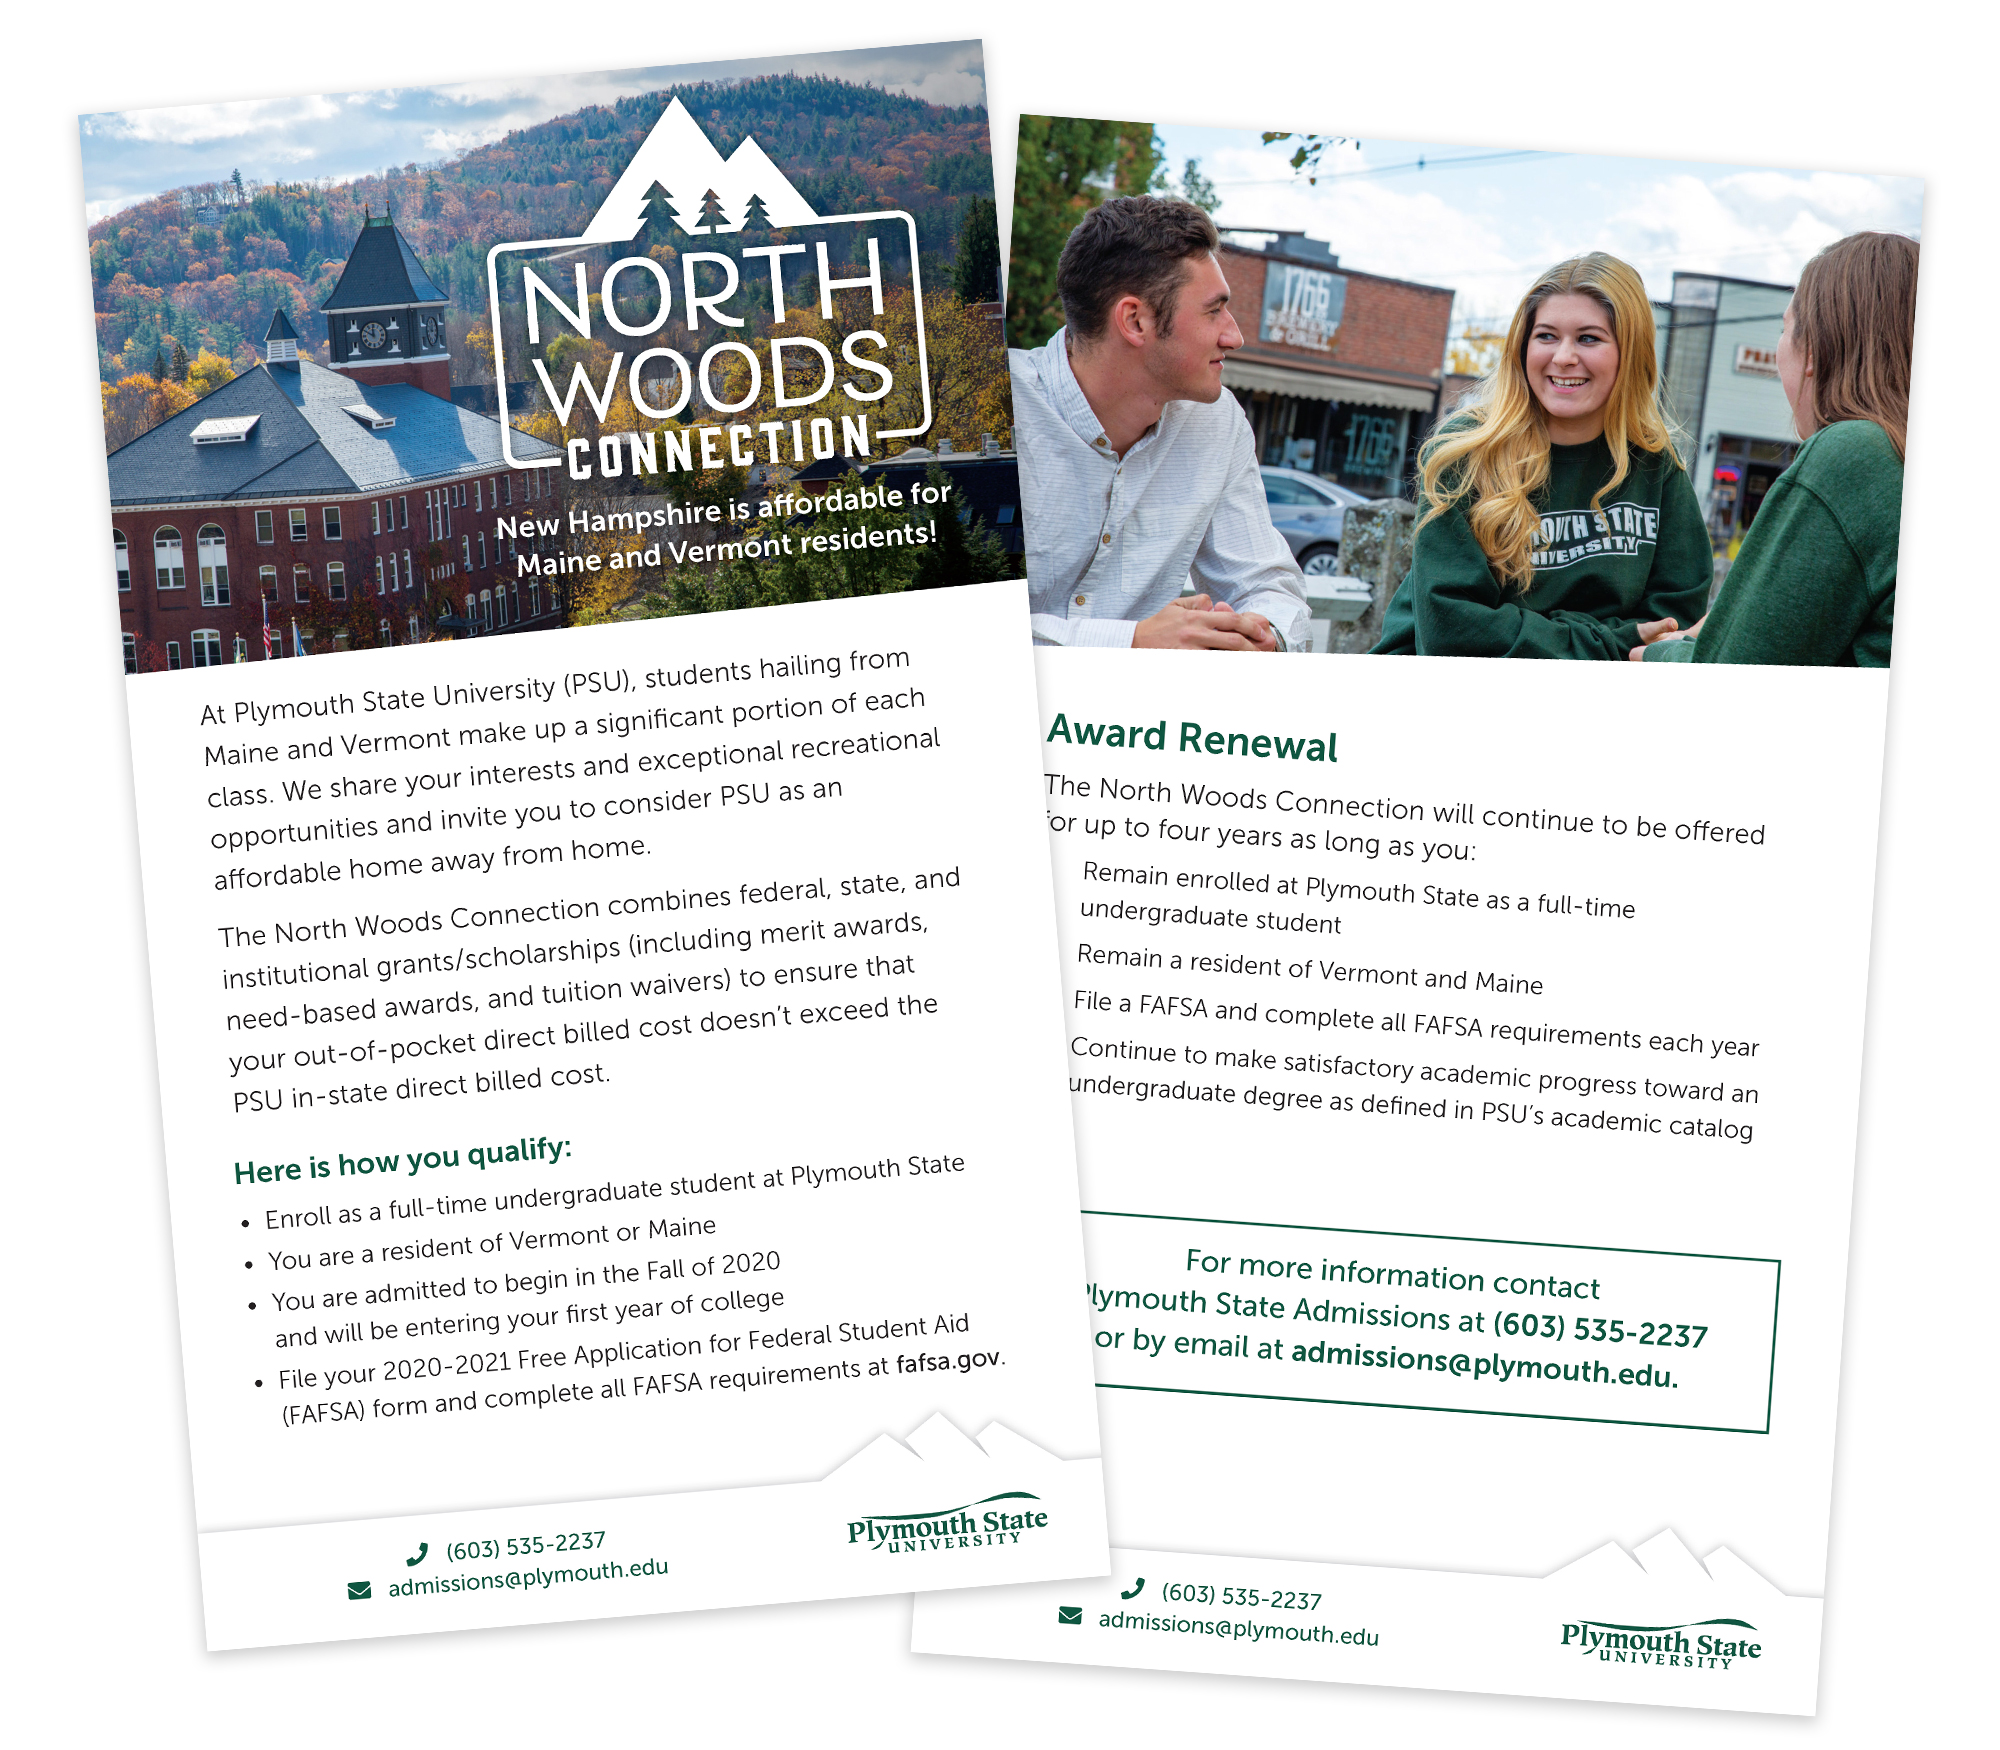 NORTH
WOODS
CONNECTION
New Hampshire is affordable for
Maine and Vermont residents!
At Plymouth State University (PSU), students hailing from
Maine and Vermont make up a significant portion of each
class. We share your interests and exceptional recreational
opportunities and invite you to consider PSU as an
affordable home away from home.
The North Woods Connection combines federal, state, and
institutional grants/scholarships (including merit awards,
need-based awards, and tuition waivers) to ensure that
your out-of-pocket direct billed cost doesn't exceed the
PSU in-state direct billed cost.
Here is how you qualify:
• Enroll as a full-time undergraduate student at Plymouth State
• You are a resident of Vermont or Maine
• You are admitted to begin in the Fall of 2020
and will be entering your first year of college
• File your 2020-2021 Free Application for Federal Student Aid
(FAFSA) form and complete all FAFSA requirements at fafsa.gov.
(603) 535-2237
admissions@plymouth.edu
Plymouth State
UNIVERSITY
1766
& GRILL
1766
OUTH STATE
UNIVERSITY
Award Renewal
The North Woods Connection will continue to be offered
for up to four years as long as you:
Remain enrolled at Plymouth State as a full-time
undergraduate student
Remain a resident of Vermont and Maine
File a FAFSA and complete all FAFSA requirements each year
Continue to make satisfactory academic progress toward an
undergraduate degree as defined in PSU's academic catalog
For more information contact
Plymouth State Admissions at (603) 535-2237
or by email at admissions@plymouth.edu.
(603) 535-2237
admissions@plymouth.edu
Plymouth State
UNIVERSITY